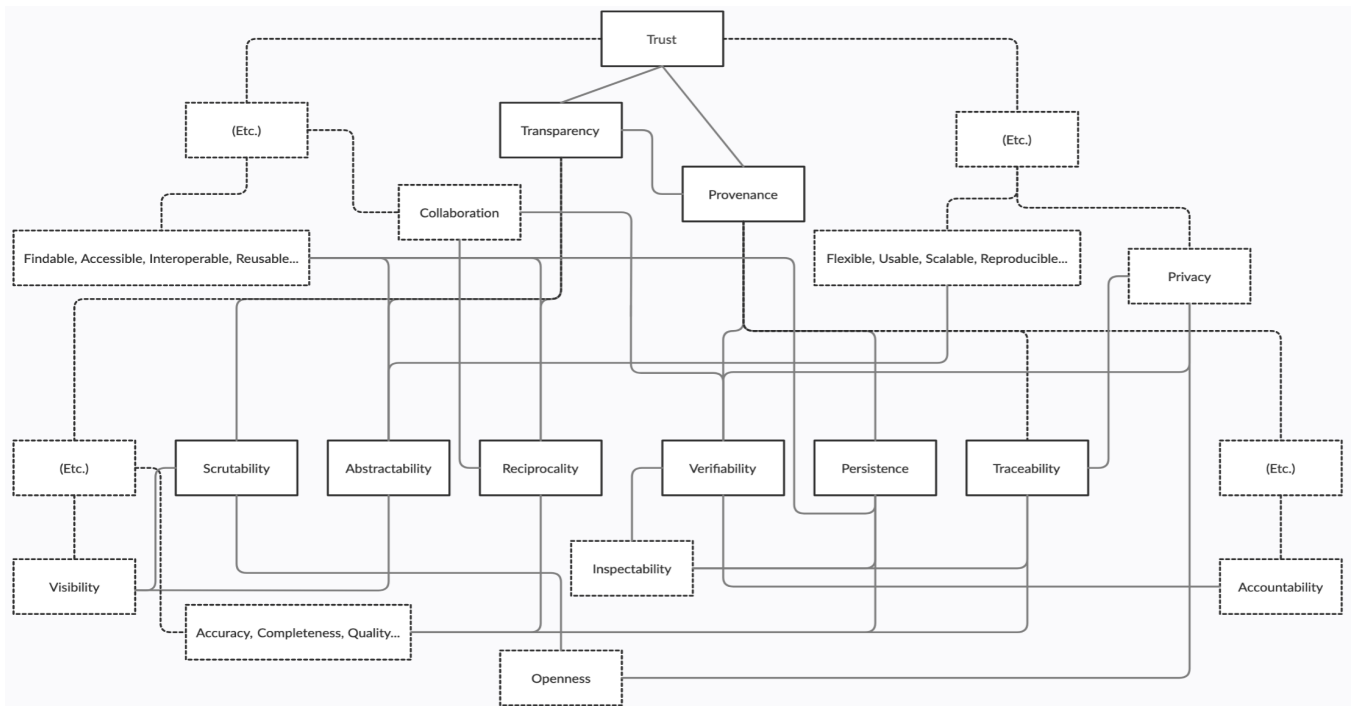 Trust
(Etc.)
Transparency
(Etc.)
Provenance
Collaboration
Findable, Accessible, Interoperable, Reusable...
Flexible, Usable, Scalable, Reproducible...
Privacy
(Etc.)
Scrutability
Abstractability
Reciprocality
Verifiability
Persistence
Traceability
(Etc.)
Visibility
Inspectability
Accountability
Accuracy, Completeness, Quality...
Openness